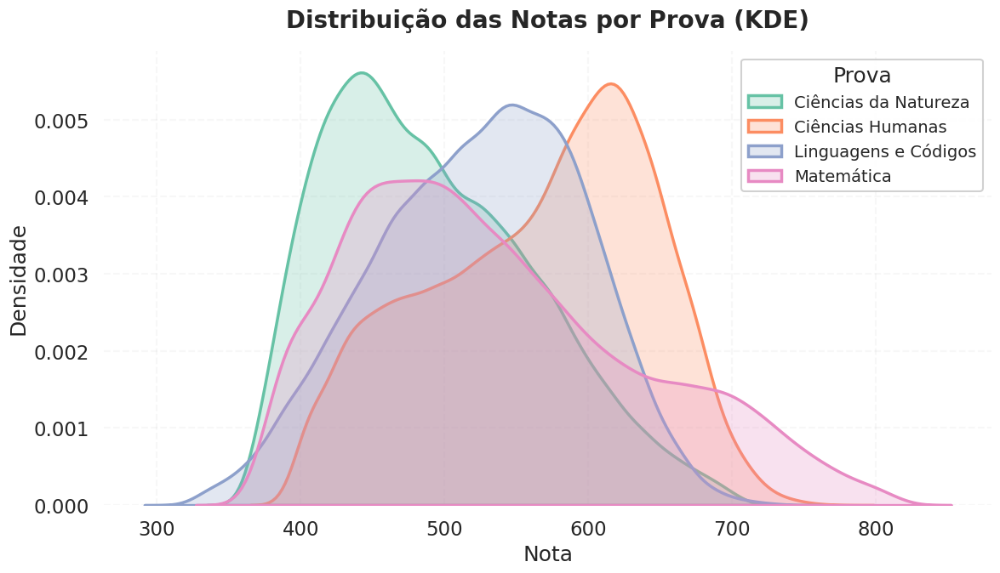 Distribuição das Notas por Prova (KDE)
Prova
Ciências da Natureza
Ciências Humanas
Linguagens e Códigos
Matemática
Densidade
0.005
0.004
0.003
0.002
0.001
0.000
300 400 500 600 700 800
Nota